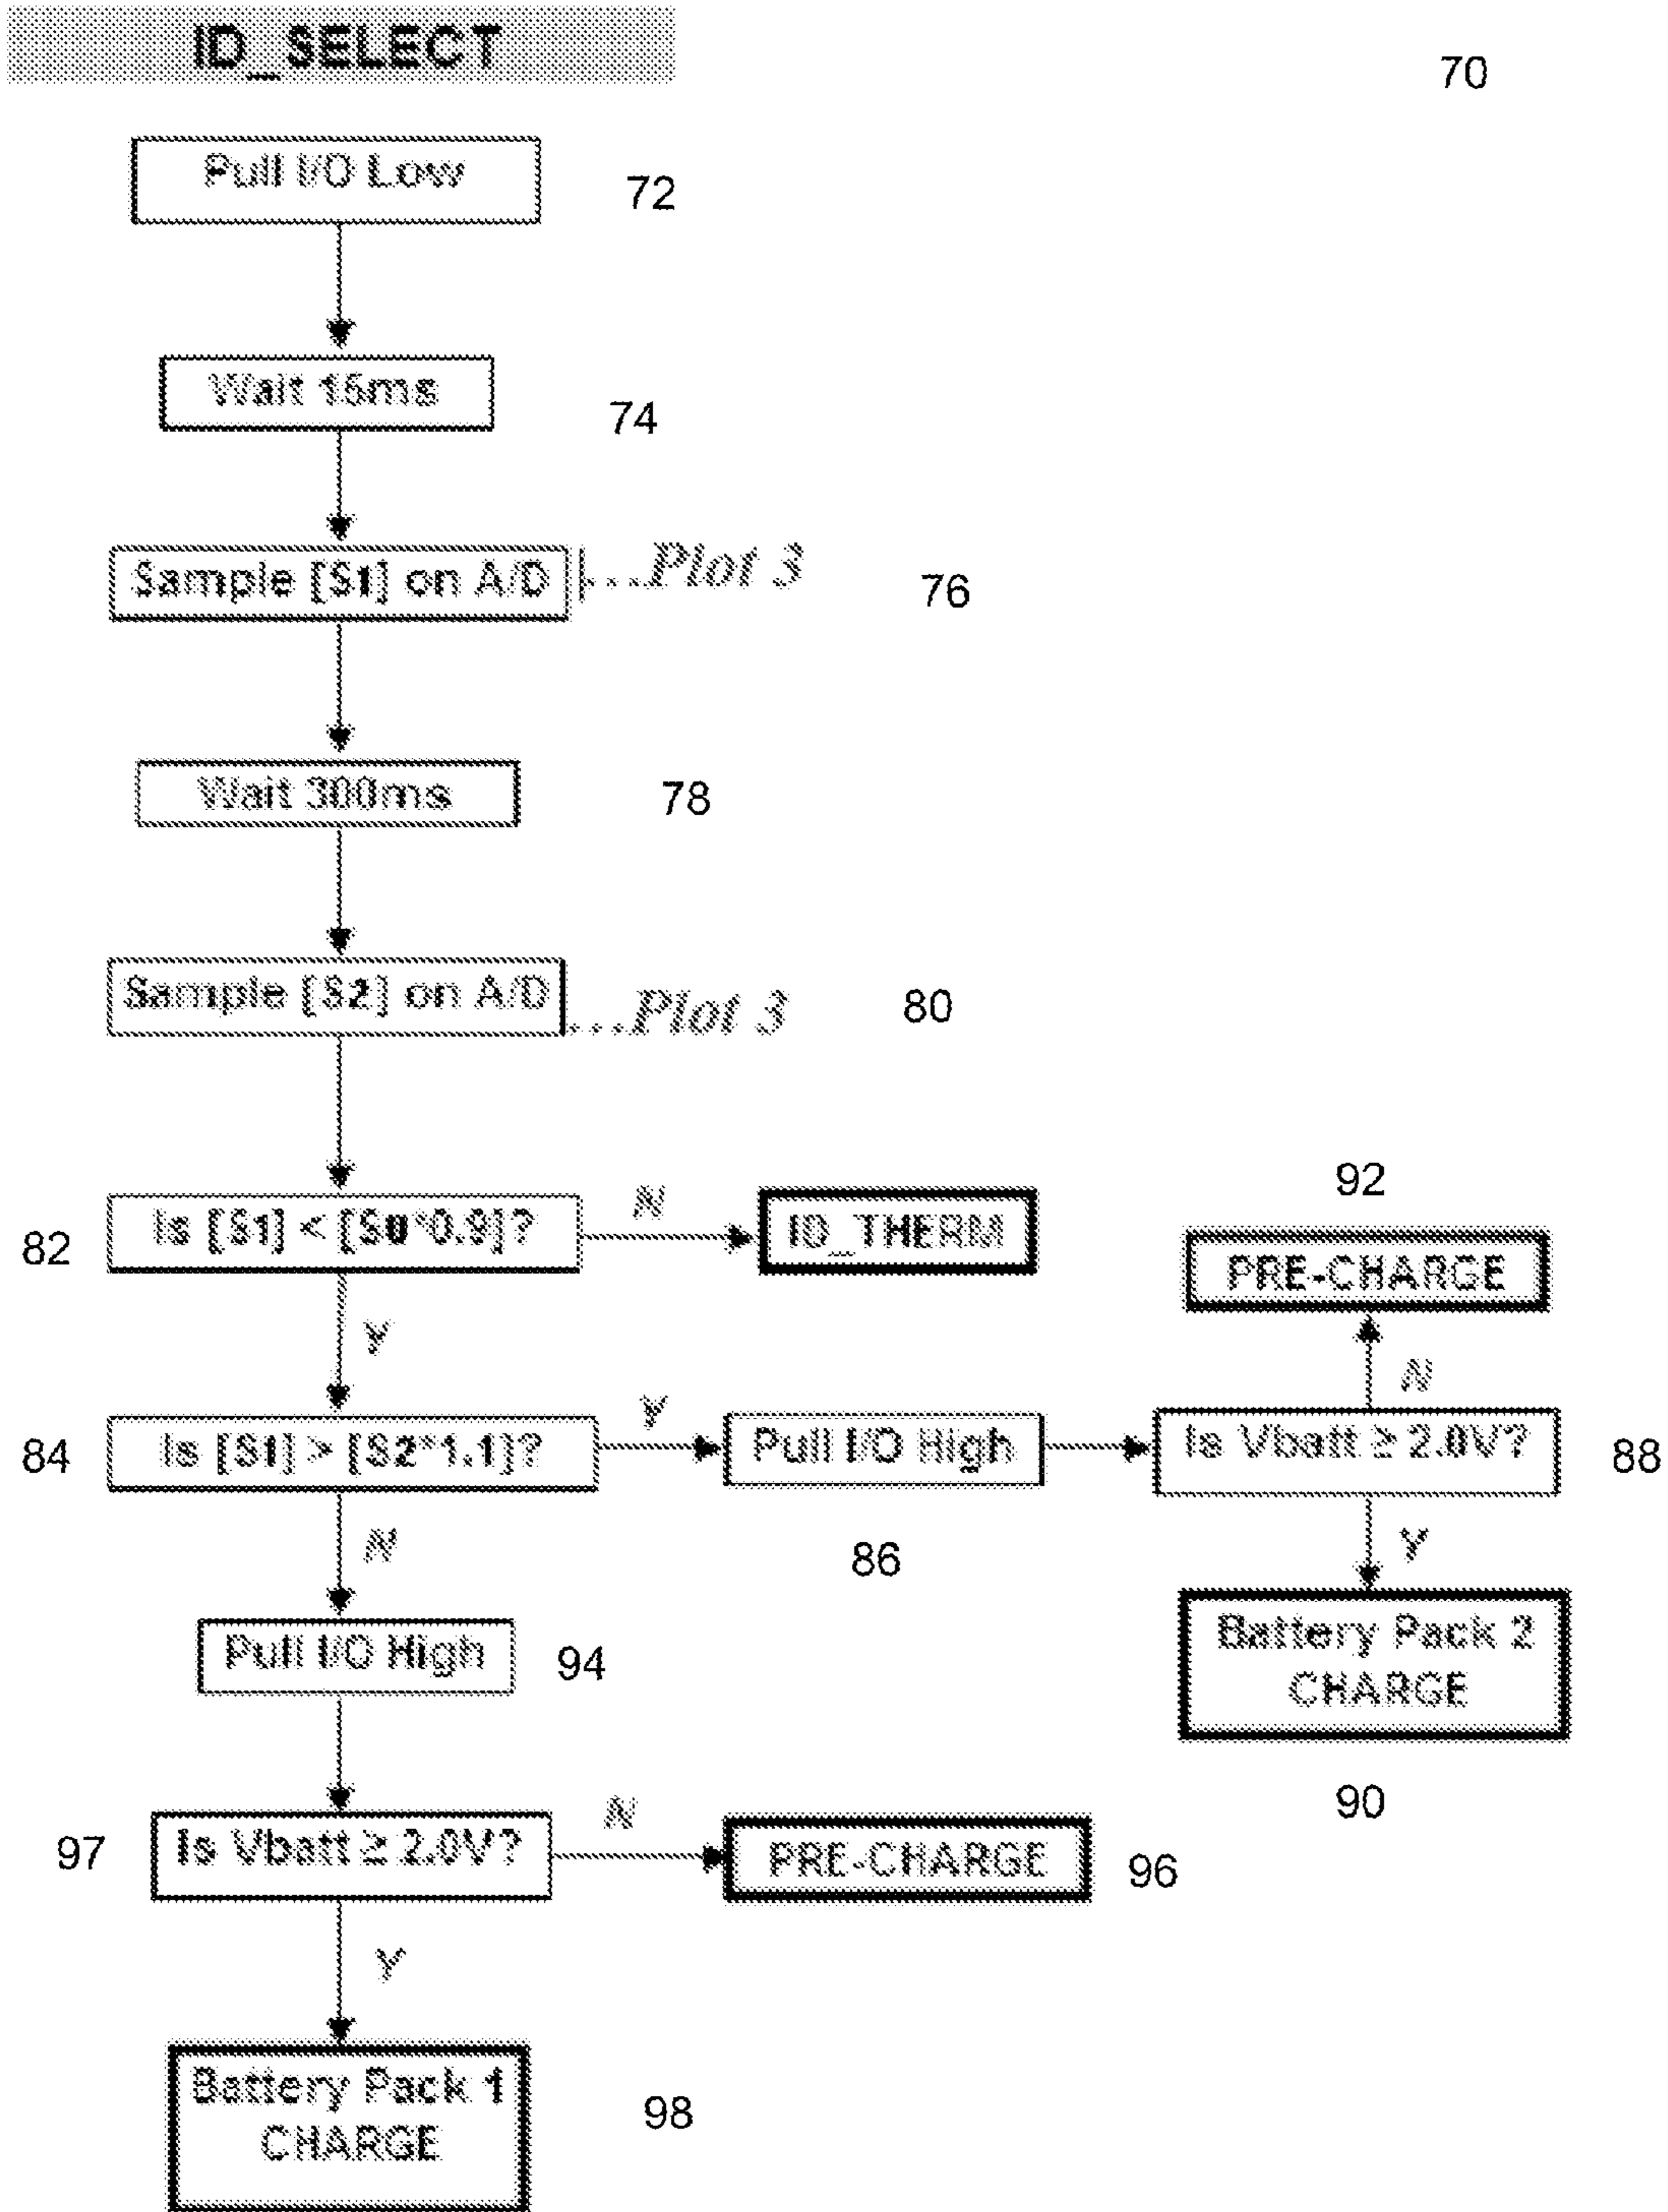 ID_SELECT
70
Pull I/O Low
72
Wait 15ms
74
Sample [S1] on A/D
...Plot 3
76
Wait 300ms
78
Sample [S2] on A/D
...Plot 3
80
82
Is [S1] < [S0*0.9]?
N
ID_THERM
92
PRE-CHARGE
Y
N
84
Is [S1] > [S2*1.1]?
Y
Pull I/O High
Is Vbatt ≥ 2.0V?
88
N
86
Y
Pull I/O High
94
Battery Pack 2
CHARGE
90
97
Is Vbatt ≥ 2.0V?
N
PRE-CHARGE
96
Y
Battery Pack 1
CHARGE
98